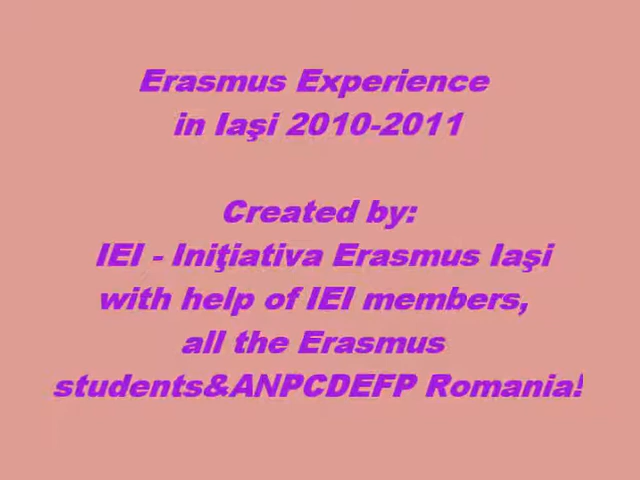 Erasmus Experience
in Iaşi 2010-2011
Created by:
IEI - Iniţiativa Erasmus Iaşi
with help of IEI members,
all the Erasmus
students&ANPCDEFP Romania!